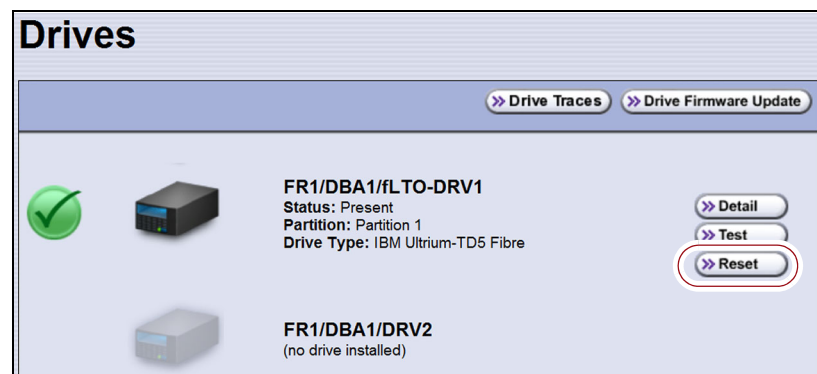 Drives
Drive Traces
Drive Firmware Update
FR1/DBA1/fLTO-DRV1
Status: Present
Partition: Partition 1
Drive Type: IBM Ultrium-TD5 Fibre
Detail
Test
Reset
FR1/DBA1/DRV2
(no drive installed)